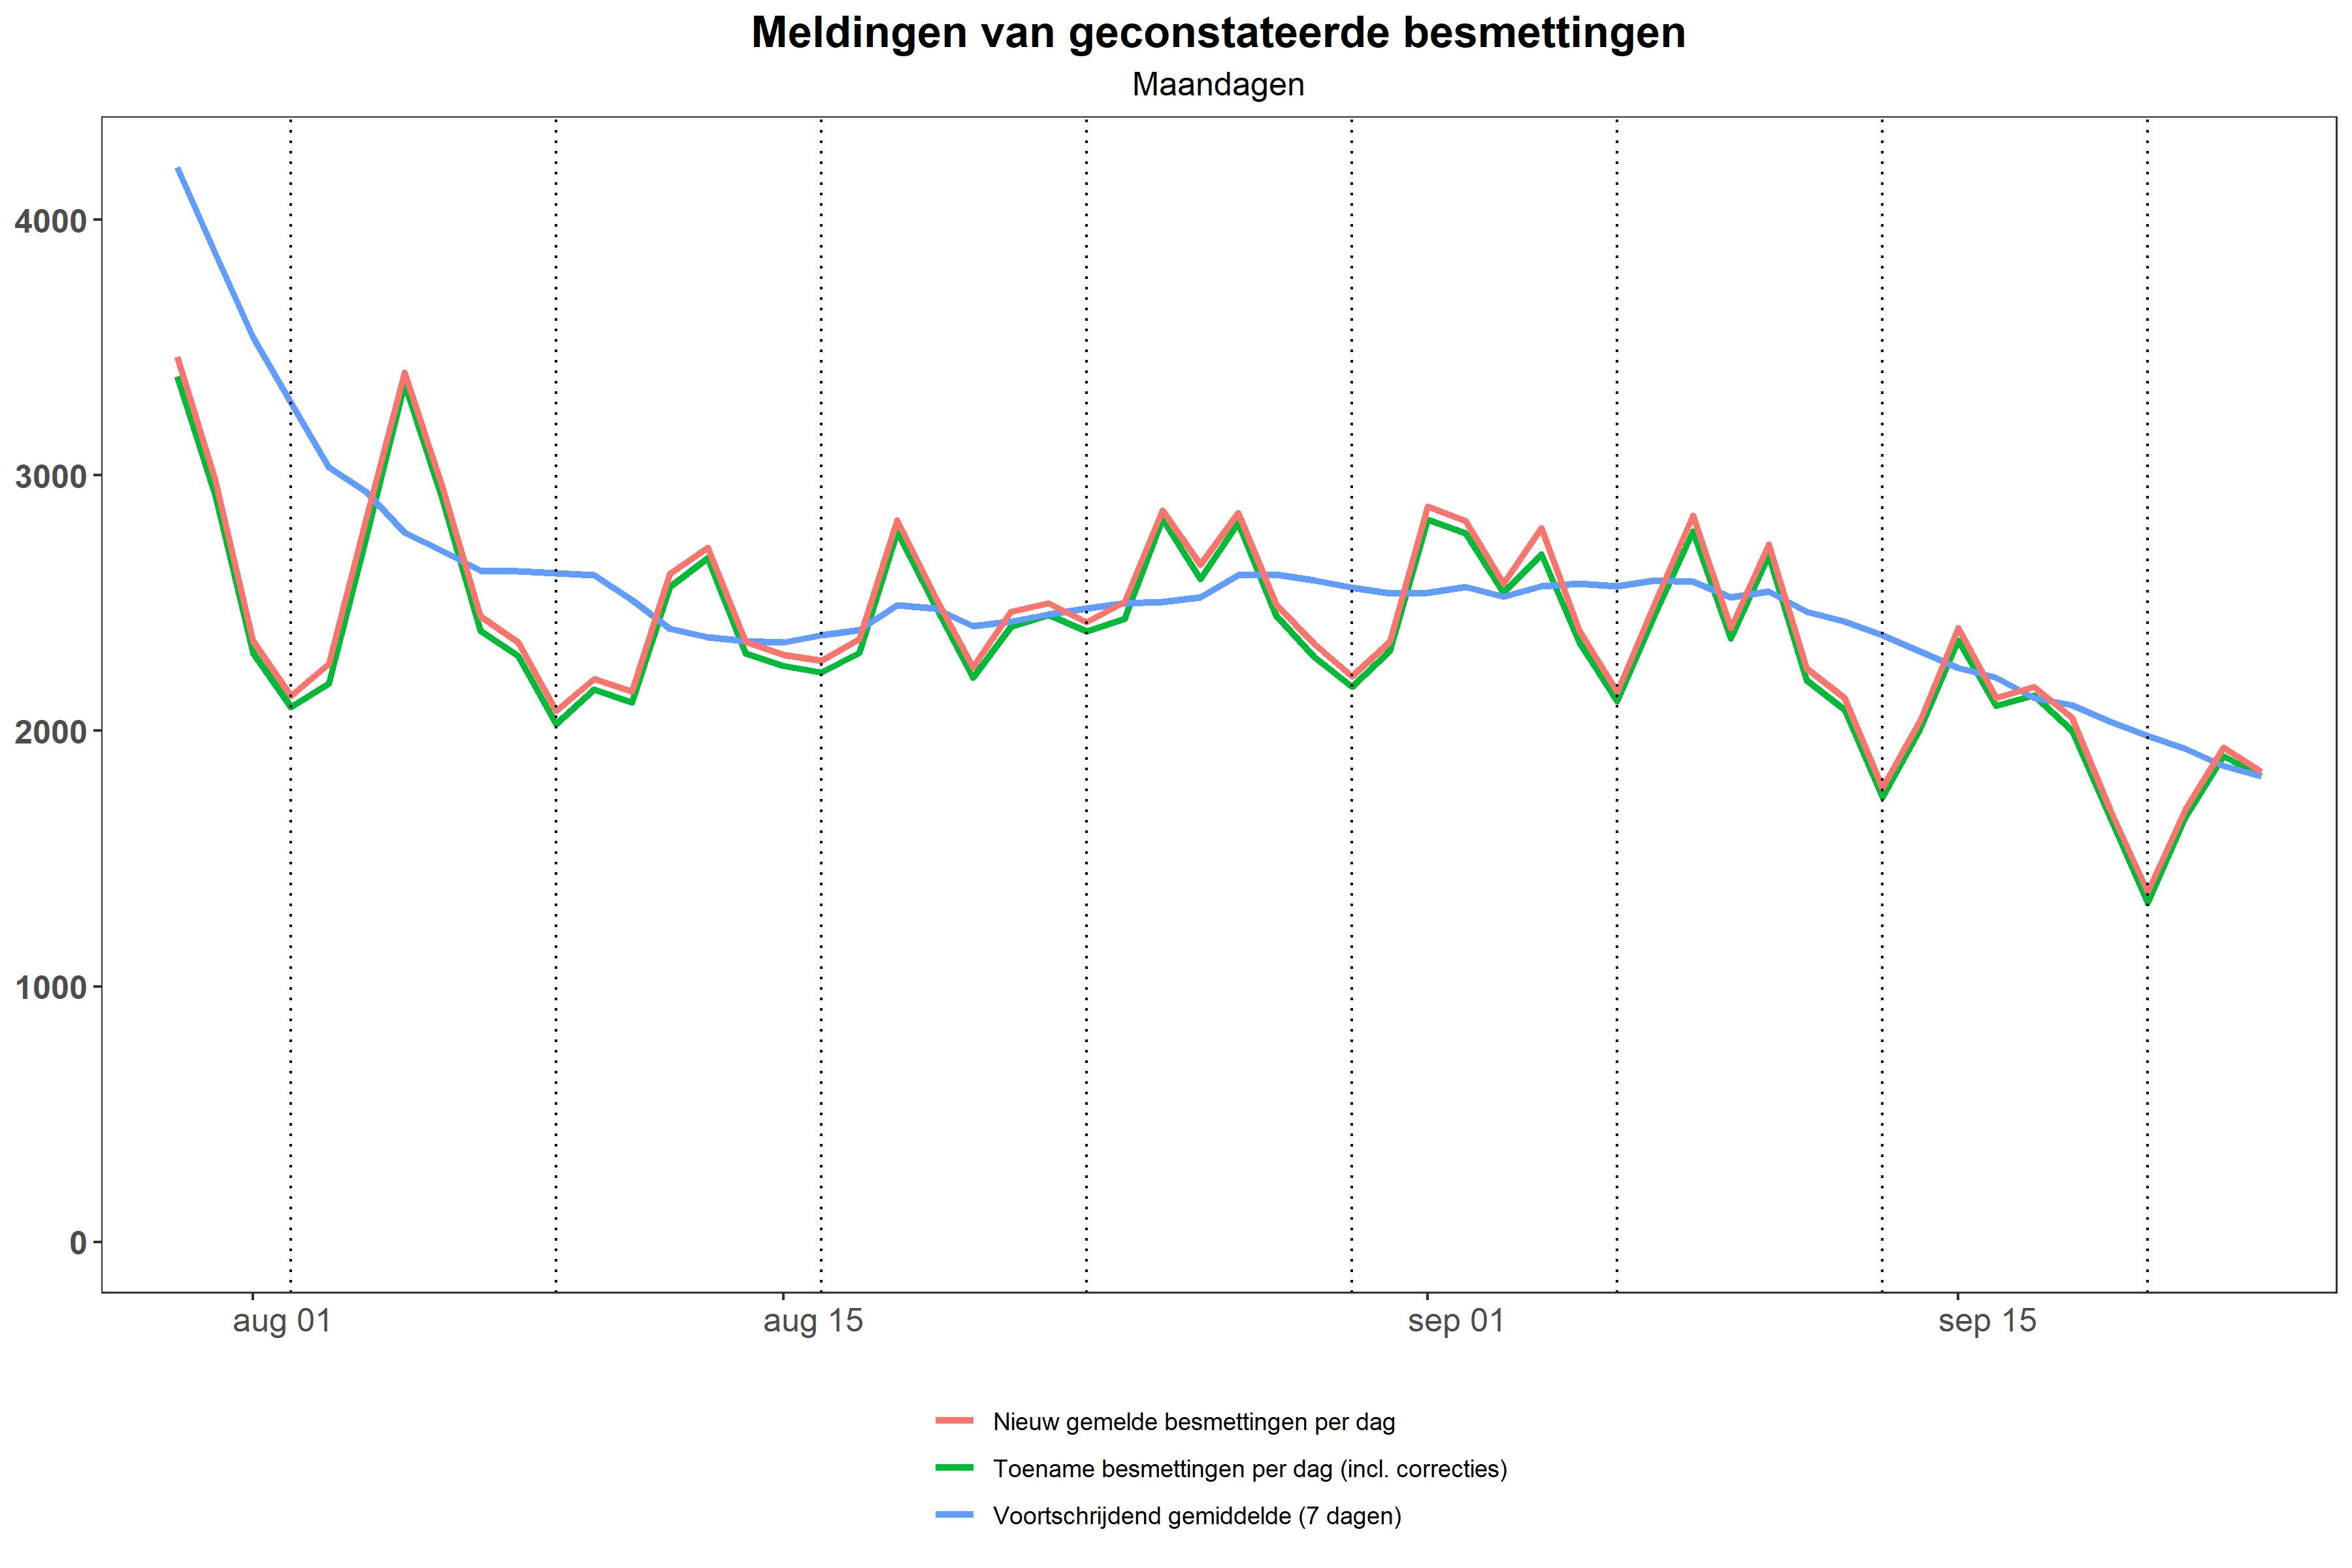 Meldingen van geconstateerde besmettingen
Maandagen
4000
3000
2000
1000
0
aug 01 aug 15 sep 01 sep 15
Nieuw gemelde besmettingen per dag
Toename besmettingen per dag (incl. correcties)
Voortschrijdend gemiddelde (7 dagen)